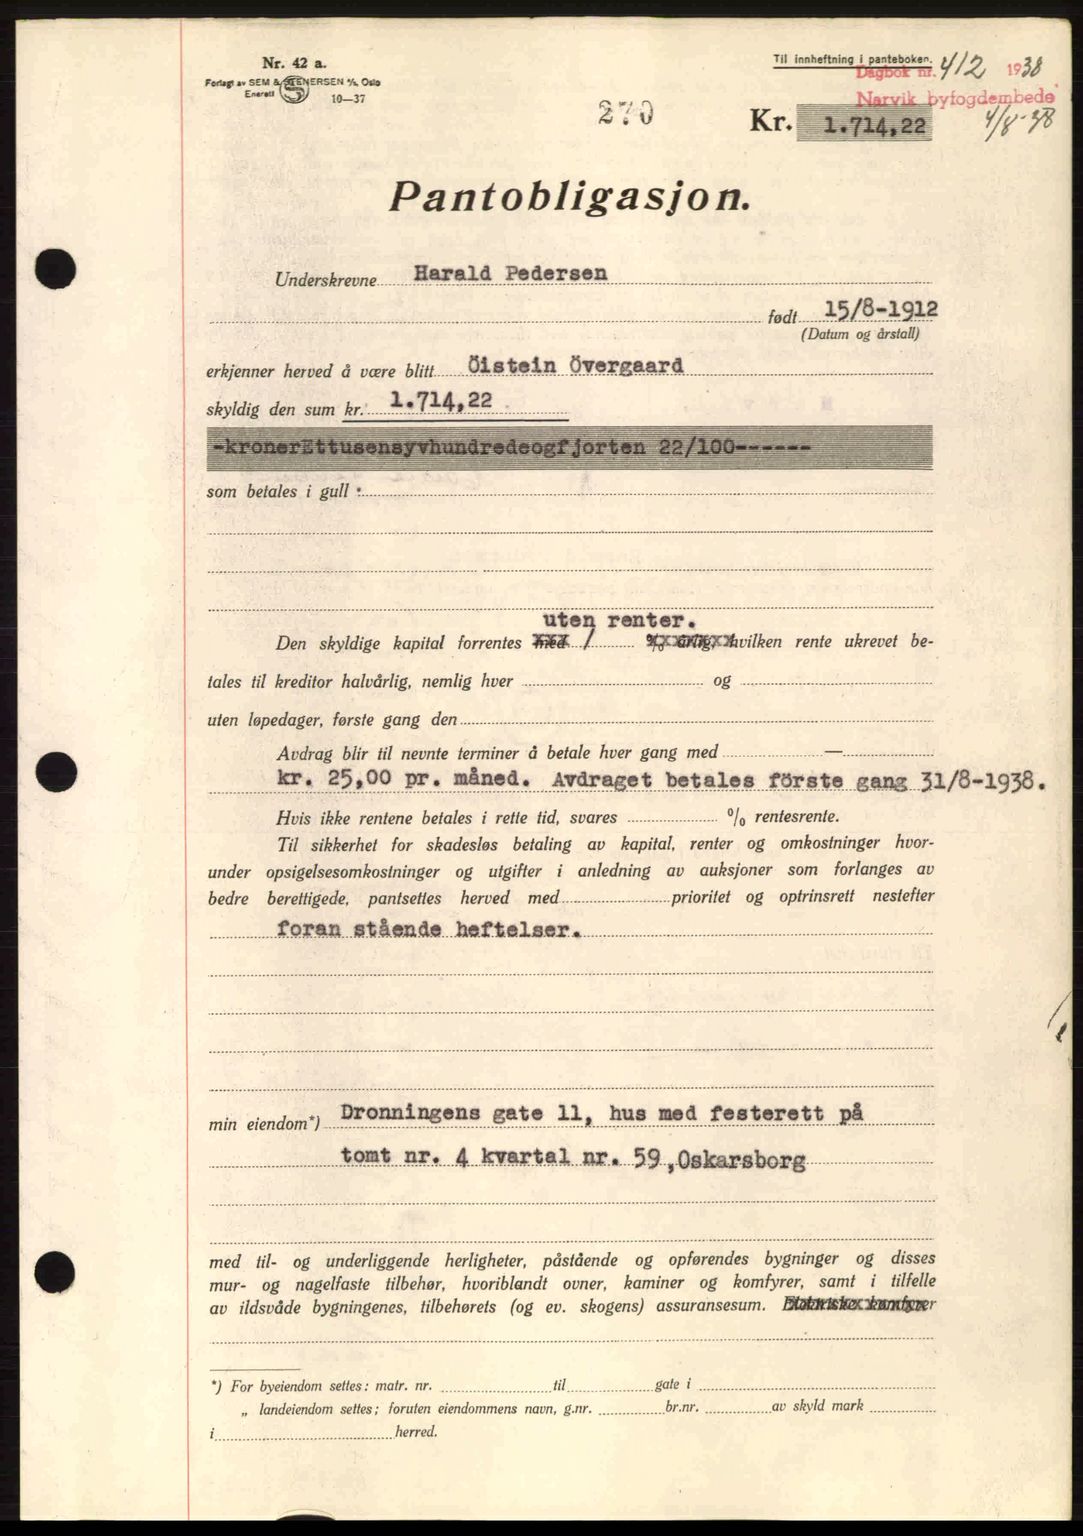 Nr. 42 a.
Forlagt av SEM & STENERSEN A/S, Oslo
Enerett
10—37
Til innheftning i panteboken.
Dagbok nr. 412 1938
Narvik byfogdembede
4/8-38
270
Kr. 1.714,22
Pantobligasjon.
Underskrevne Harald Pedersen
født 15/8-1912
(Datum og årstall)
erkjenner herved å være blitt Öistein Övergaard
skyldig den sum kr. 1.714,22
-kronerEttusensyvhundredeogfjorten 22/100------
som betales i gull :
uten renter.
Den skyldige kapital forrentes med / % årlig, hvilken rente ukrevet be-
tales til kreditor halvårlig, nemlig hver og
uten løpedager, første gang den
Avdrag blir til nevnte terminer å betale hver gang med —
kr. 25,00 pr. måned. Avdraget betales förste gang 31/8-1938.
Hvis ikke rentene betales i rette tid, svares % rentesrente.
Til sikkerhet for skadesløs betaling av kapital, renter og omkostninger hvor-
under opsigelsesomkostninger og utgifter i anledning av auksjoner som forlanges av
bedre berettigede, pantsettes herved med prioritet og optrinsrett nestefter
foran stående heftelser.
min eiendom*) Dronningens gate 11, hus med festerett på
tomt nr. 4 kvartal nr. 59,Oskarsborg
med til- og underliggende herligheter, påstående og opførendes bygninger og disses
mur- og nagelfaste tilbehør, hvoriblandt ovner, kaminer og komfyrer, samt i tilfelle
av ildsvåde bygningenes, tilbehørets (og ev. skogens) assuransesum. Elektriske komfyrer
*) For byeiendom settes: matr. nr. til gate i
„ landeiendom settes; foruten eiendommens navn, g.nr. br.nr. av skyld mark
i herred.